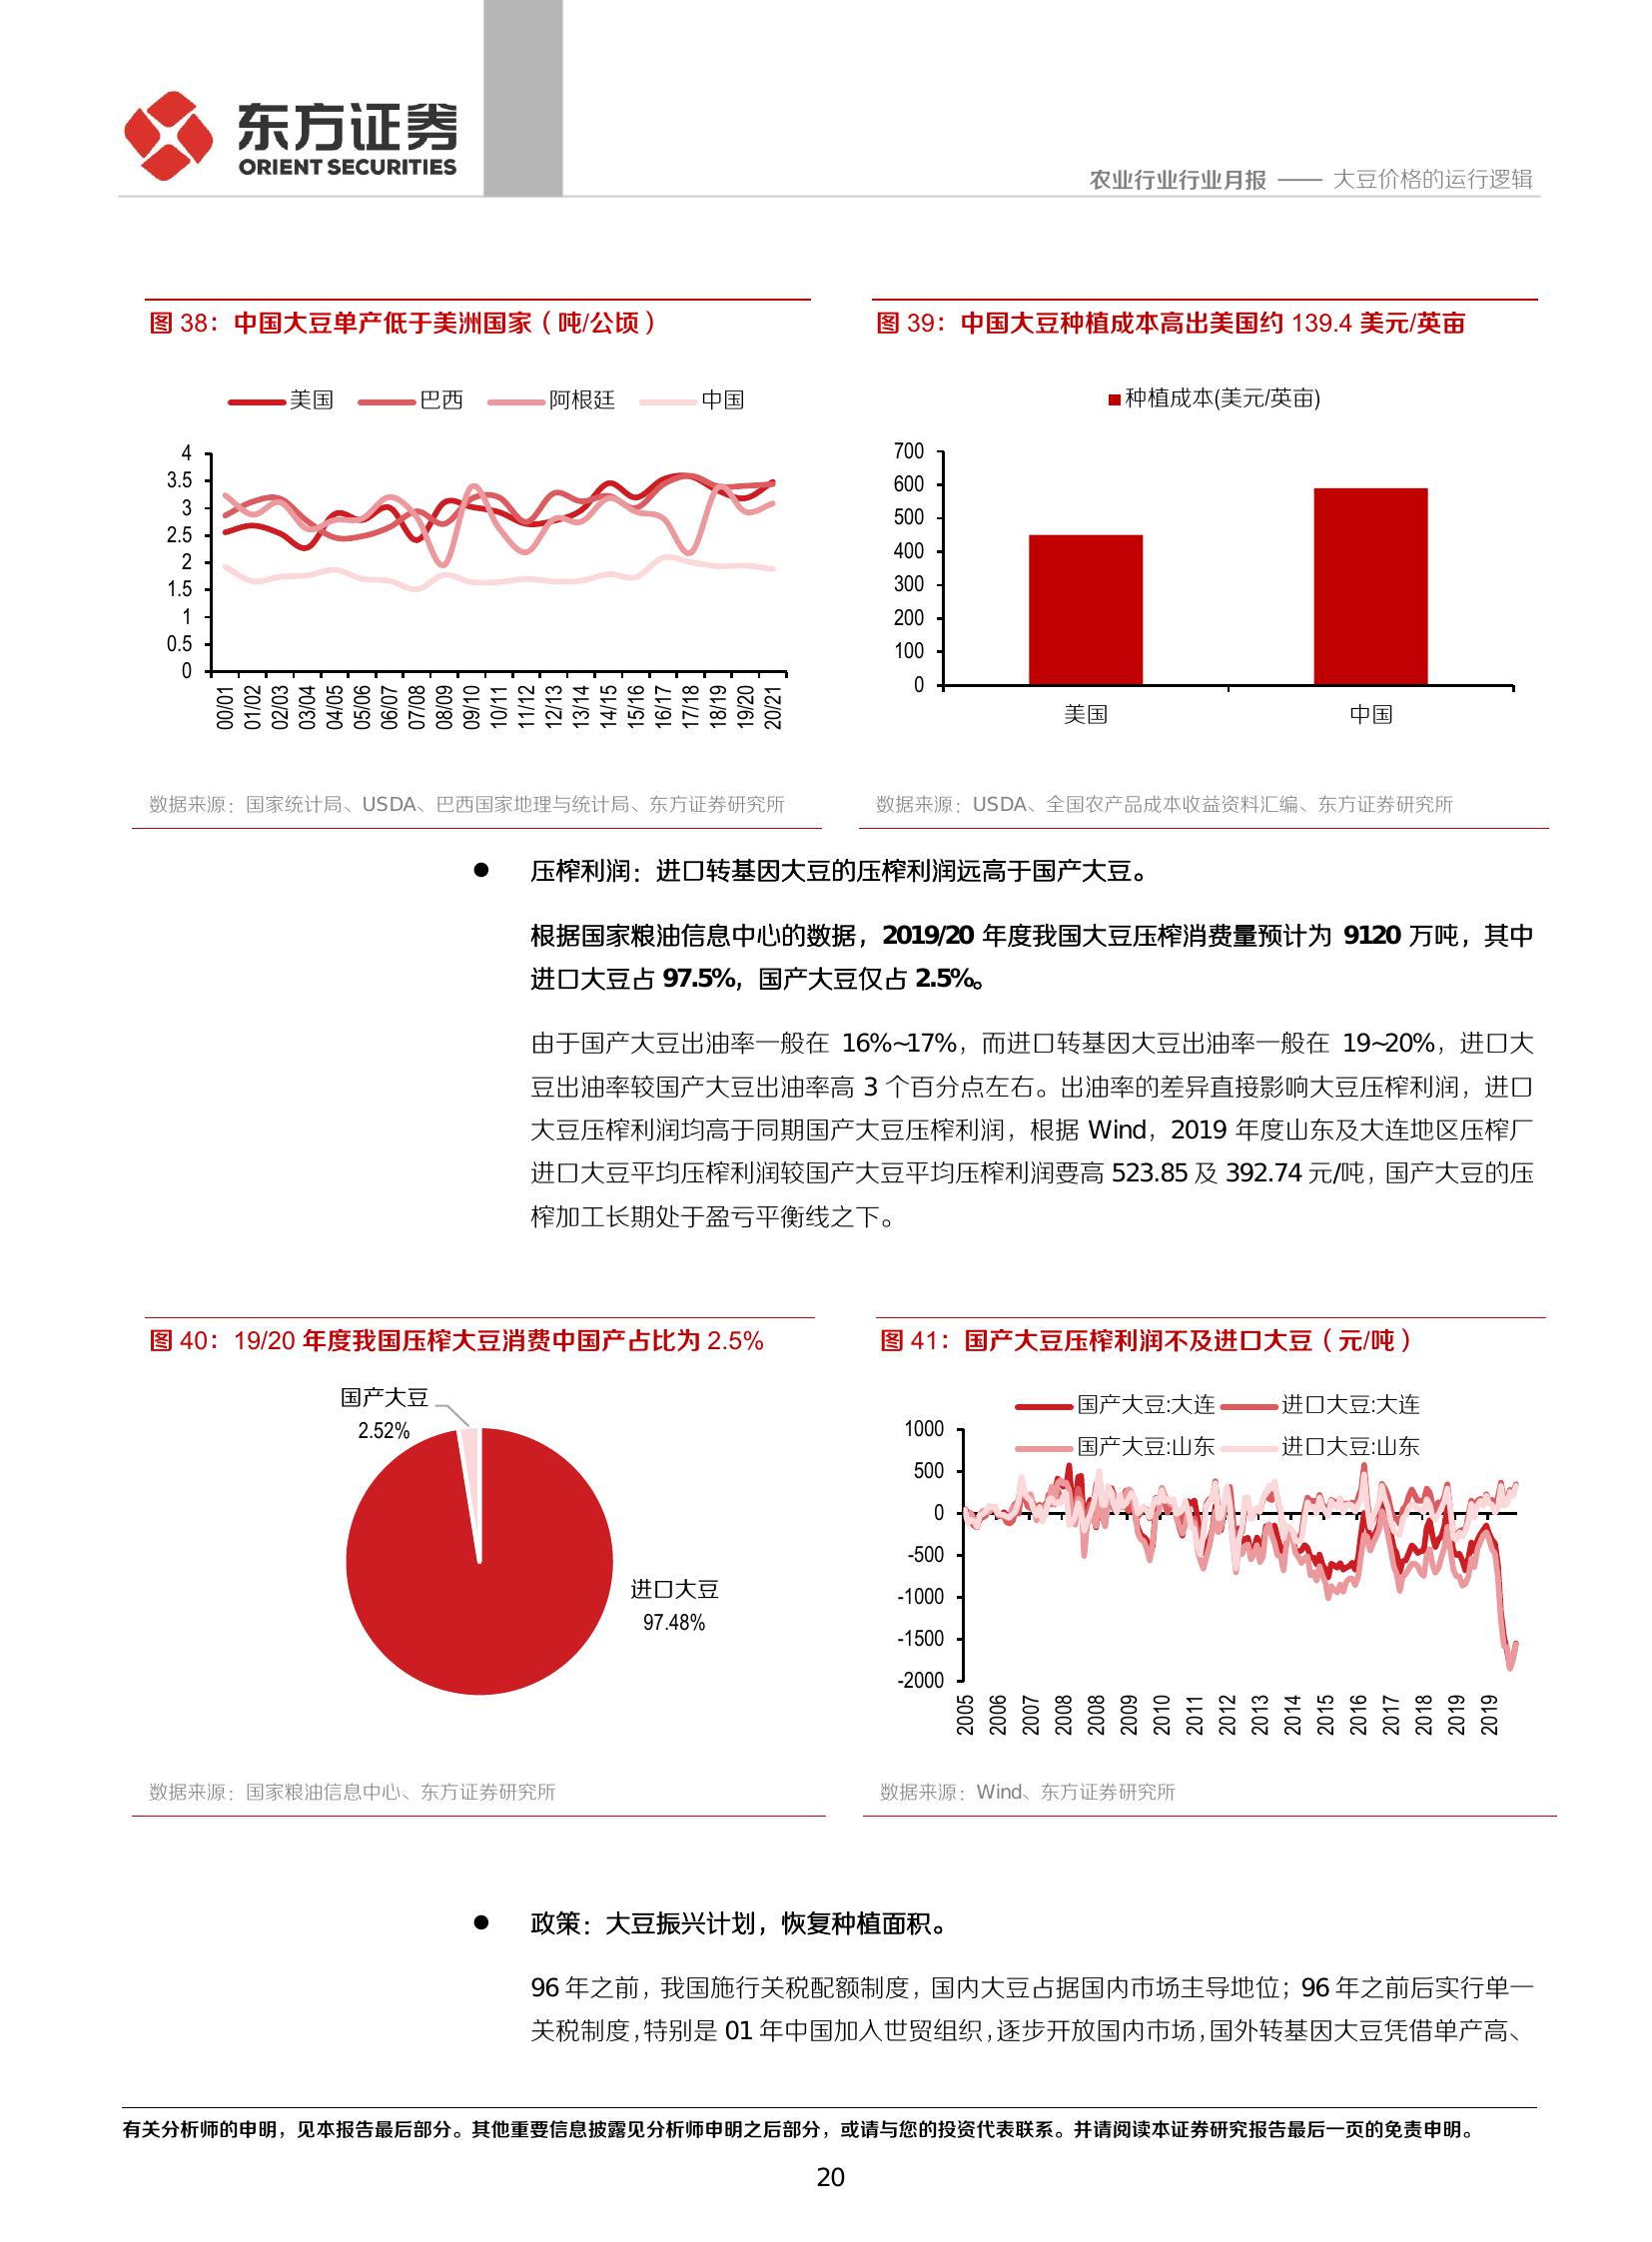 东方证券
ORIENT SECURITIES
农业行业行业月报 —— 大豆价格的运行逻辑
图 38：中国大豆单产低于美洲国家（吨/公顷）
美国 巴西 阿根廷 中国
4
3.5
3
2.5
2
1.5
1
0.5
0
00/01 01/02 02/03 03/04 04/05 05/06 06/07 07/08 08/09 09/10 10/11 11/12 12/13 13/14 14/15 15/16 16/17 17/18 18/19 19/20 20/21
数据来源：国家统计局、USDA、巴西国家地理与统计局、东方证券研究所
图 39：中国大豆种植成本高出美国约 139.4 美元/英亩
种植成本(美元/英亩)
700
600
500
400
300
200
100
0
美国 中国
数据来源：USDA、全国农产品成本收益资料汇编、东方证券研究所
● 压榨利润：进口转基因大豆的压榨利润远高于国产大豆。
根据国家粮油信息中心的数据，2019/20 年度我国大豆压榨消费量预计为 9120 万吨，其中
进口大豆占 97.5%，国产大豆仅占 2.5%。
由于国产大豆出油率一般在 16%~17%，而进口转基因大豆出油率一般在 19~20%，进口大
豆出油率较国产大豆出油率高 3 个百分点左右。出油率的差异直接影响大豆压榨利润，进口
大豆压榨利润均高于同期国产大豆压榨利润，根据 Wind，2019 年度山东及大连地区压榨厂
进口大豆平均压榨利润较国产大豆平均压榨利润要高 523.85 及 392.74 元/吨，国产大豆的压
榨加工长期处于盈亏平衡线之下。
图 40：19/20 年度我国压榨大豆消费中国产占比为 2.5%
国产大豆
2.52%
进口大豆
97.48%
数据来源：国家粮油信息中心、东方证券研究所
图 41：国产大豆压榨利润不及进口大豆（元/吨）
国产大豆:大连 进口大豆:大连
国产大豆:山东 进口大豆:山东
1000
500
0
-500
-1000
-1500
-2000
2005 2006 2007 2008 2008 2009 2010 2011 2012 2013 2014 2015 2016 2017 2018 2019 2019
数据来源：Wind、东方证券研究所
● 政策：大豆振兴计划，恢复种植面积。
96 年之前，我国施行关税配额制度，国内大豆占据国内市场主导地位；96 年之前后实行单一
关税制度，特别是 01 年中国加入世贸组织，逐步开放国内市场，国外转基因大豆凭借单产高、
有关分析师的申明，见本报告最后部分。其他重要信息披露见分析师申明之后部分，或请与您的投资代表联系。并请阅读本证券研究报告最后一页的免责申明。
20